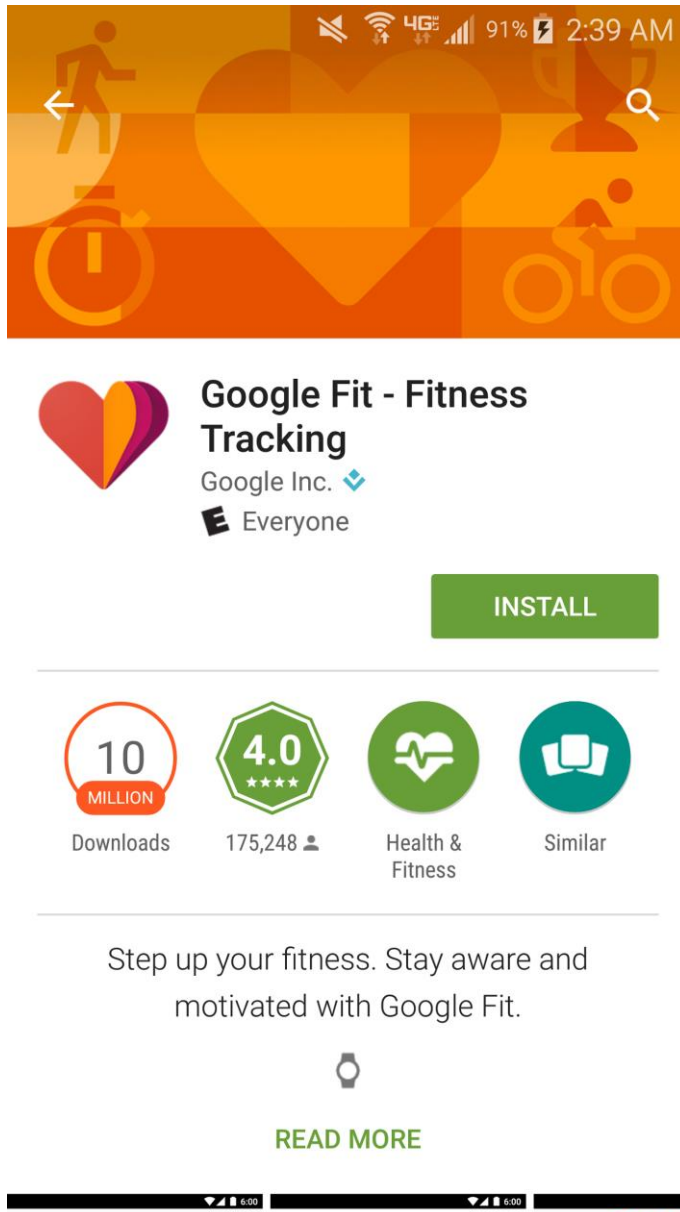 4G LTE 91% 2:39 AM
Google Fit - Fitness
Tracking
Google Inc.
E Everyone
INSTALL
10
MILLION
Downloads
4.0
175,248
Health &
Fitness
Similar
Step up your fitness. Stay aware and
motivated with Google Fit.
READ MORE
6:00
6:00